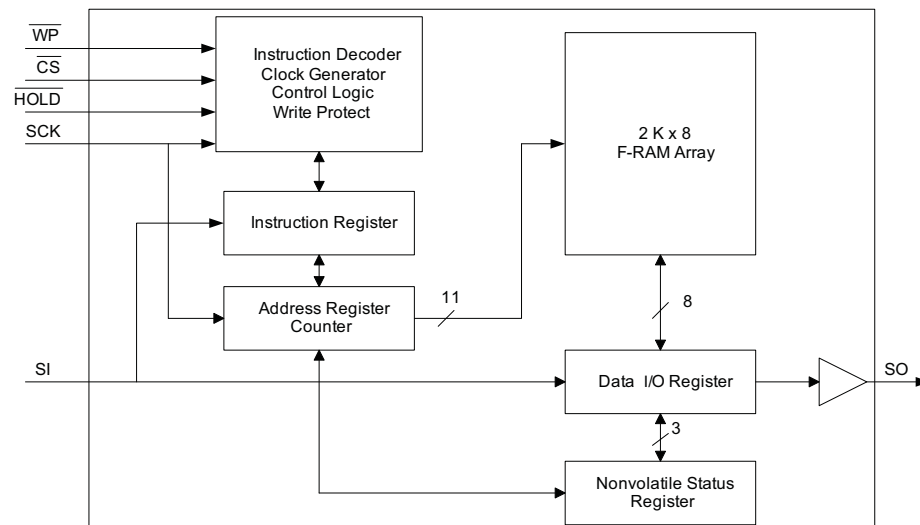 WP
CS
HOLD
SCK
Instruction Decoder
Clock Generator
Control Logic
Write Protect
2 K x 8
F-RAM Array
Instruction Register
Address Register
Counter
11
8
SI
Data I/O Register
SO
3
Nonvolatile Status
Register